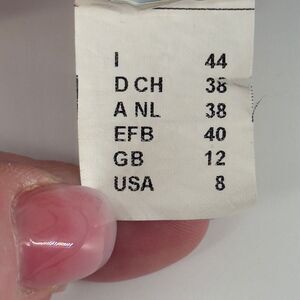 I 44
D CH 38
A NL 38
EFB 40
GB 12
USA 8